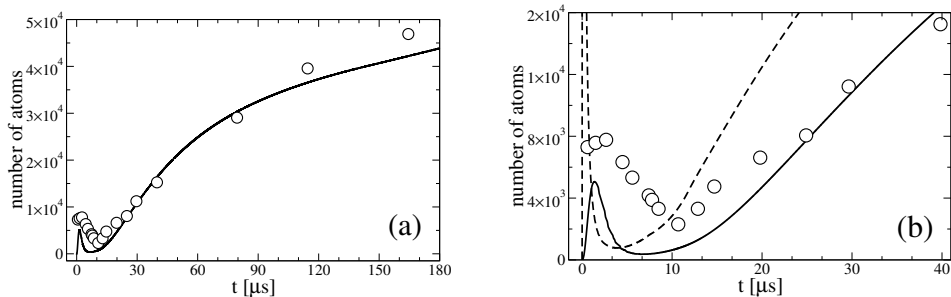 5×10⁴
4×10⁴
3×10⁴
2×10⁴
1×10⁴
0
number of atoms
0 30 60 90 120 150 180
t [μs]
(a)
2×10⁴
1×10⁴
8×10³
4×10³
0
number of atoms
0 10 20 30 40
t [μs]
(b)